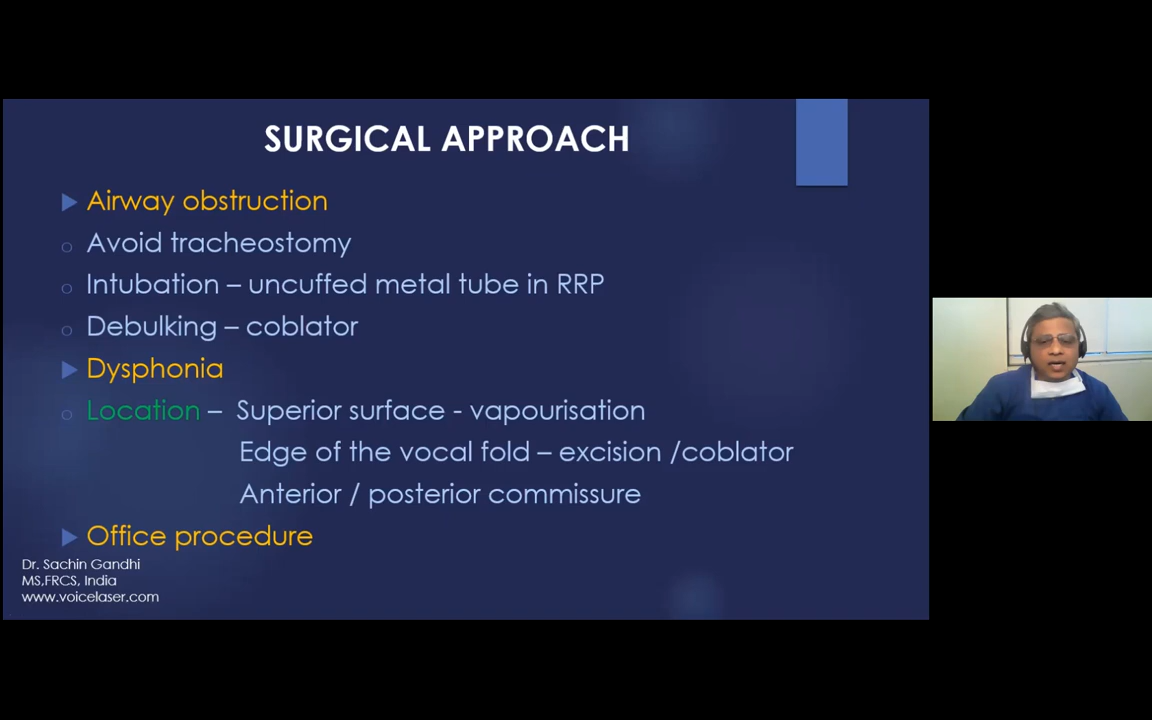 SURGICAL APPROACH
Airway obstruction
Avoid tracheostomy
Intubation – uncuffed metal tube in RRP
Debulking – coblator
Dysphonia
Location – Superior surface - vapourisation
Edge of the vocal fold – excision /coblator
Anterior / posterior commissure
Office procedure
Dr. Sachin Gandhi
MS,FRCS, India
www.voicelaser.com